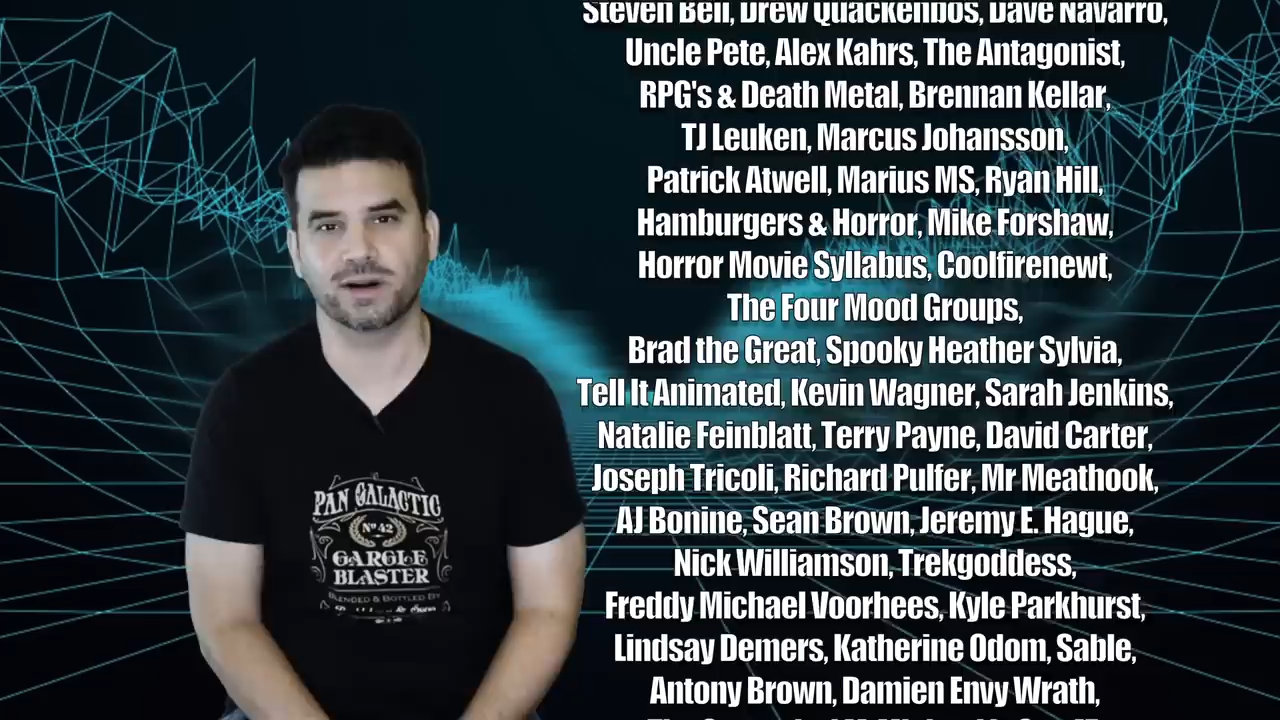 Steven Bell, Drew Quackenbos, Dave Navarro,
Uncle Pete, Alex Kahrs, The Antagonist,
RPG's & Death Metal, Brennan Kellar,
TJ Leuken, Marcus Johansson,
Patrick Atwell, Marius MS, Ryan Hill,
Hamburgers & Horror, Mike Forshaw,
Horror Movie Syllabus, Coolfirenewt,
The Four Mood Groups,
Brad the Great, Spooky Heather Sylvia,
Tell It Animated, Kevin Wagner, Sarah Jenkins,
Natalie Feinblatt, Terry Payne, David Carter,
Joseph Tricoli, Richard Pulfer, Mr Meathook,
AJ Bonine, Sean Brown, Jeremy E. Hague,
Nick Williamson, Trekgoddess,
Freddy Michael Voorhees, Kyle Parkhurst,
Lindsay Demers, Katherine Odom, Sable,
Antony Brown, Damien Envy Wrath,
PAN GALACTIC
Nº 42
GARGLE
BLASTER
BLENDED & BOTTLED BY